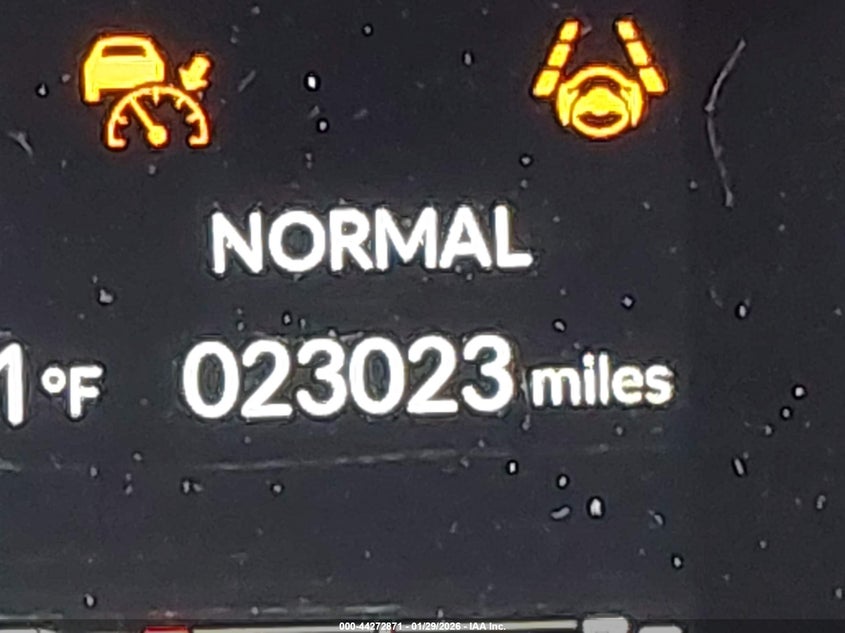 NORMAL
1 °F 023023 miles
000-44272871 - 01/29/2026 - IAA Inc.